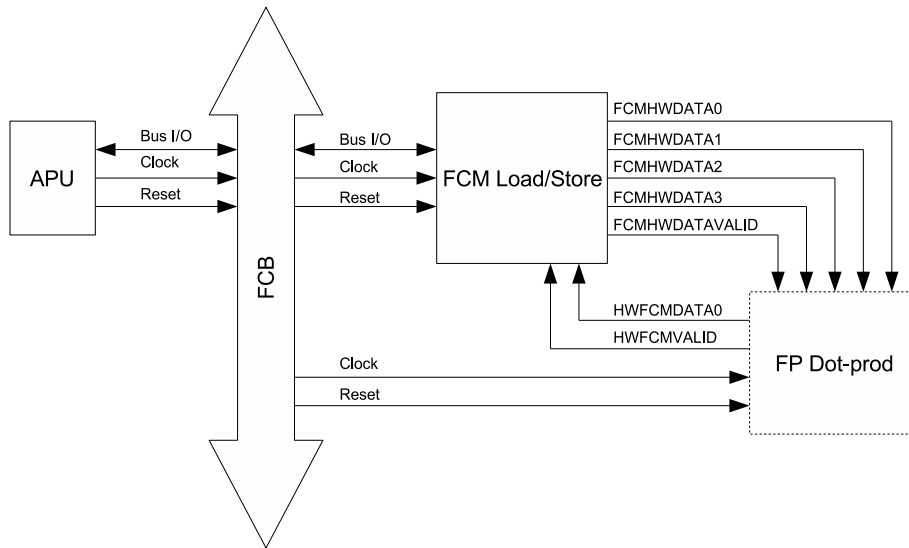 APU
Bus I/O
Clock
Reset
FCB
Bus I/O
Clock
Reset
FCM Load/Store
FCMHWDATA0
FCMHWDATA1
FCMHWDATA2
FCMHWDATA3
FCMHWDATAVALID
HWFCMDATA0
HWFCMVALID
Clock
Reset
FP Dot-prod